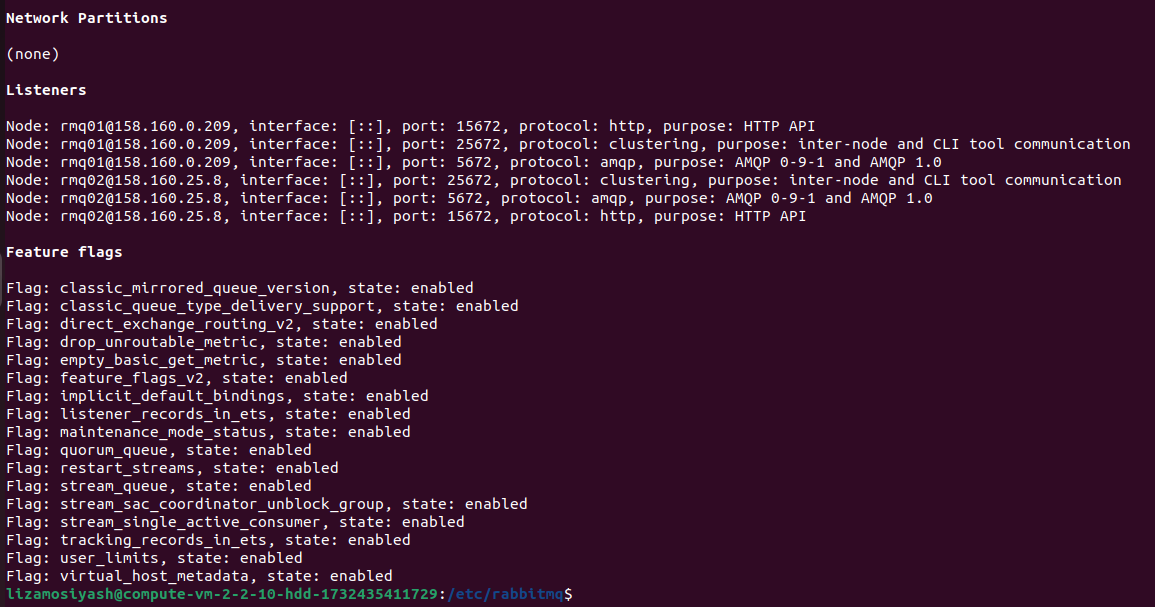 Network Partitions
(none)
Listeners
Node: rmq01@158.160.0.209, interface: [::], port: 15672, protocol: http, purpose: HTTP API
Node: rmq01@158.160.0.209, interface: [::], port: 25672, protocol: clustering, purpose: inter-node and CLI tool communication
Node: rmq01@158.160.0.209, interface: [::], port: 5672, protocol: amqp, purpose: AMQP 0-9-1 and AMQP 1.0
Node: rmq02@158.160.25.8, interface: [::], port: 25672, protocol: clustering, purpose: inter-node and CLI tool communication
Node: rmq02@158.160.25.8, interface: [::], port: 5672, protocol: amqp, purpose: AMQP 0-9-1 and AMQP 1.0
Node: rmq02@158.160.25.8, interface: [::], port: 15672, protocol: http, purpose: HTTP API
Feature flags
Flag: classic_mirrored_queue_version, state: enabled
Flag: classic_queue_type_delivery_support, state: enabled
Flag: direct_exchange_routing_v2, state: enabled
Flag: drop_unroutable_metric, state: enabled
Flag: empty_basic_get_metric, state: enabled
Flag: feature_flags_v2, state: enabled
Flag: implicit_default_bindings, state: enabled
Flag: listener_records_in_ets, state: enabled
Flag: maintenance_mode_status, state: enabled
Flag: quorum_queue, state: enabled
Flag: restart_streams, state: enabled
Flag: stream_queue, state: enabled
Flag: stream_sac_coordinator_unblock_group, state: enabled
Flag: stream_single_active_consumer, state: enabled
Flag: tracking_records_in_ets, state: enabled
Flag: user_limits, state: enabled
Flag: virtual_host_metadata, state: enabled
lizamosiyash@compute-vm-2-2-10-hdd-1732435411729:/etc/rabbitmq$